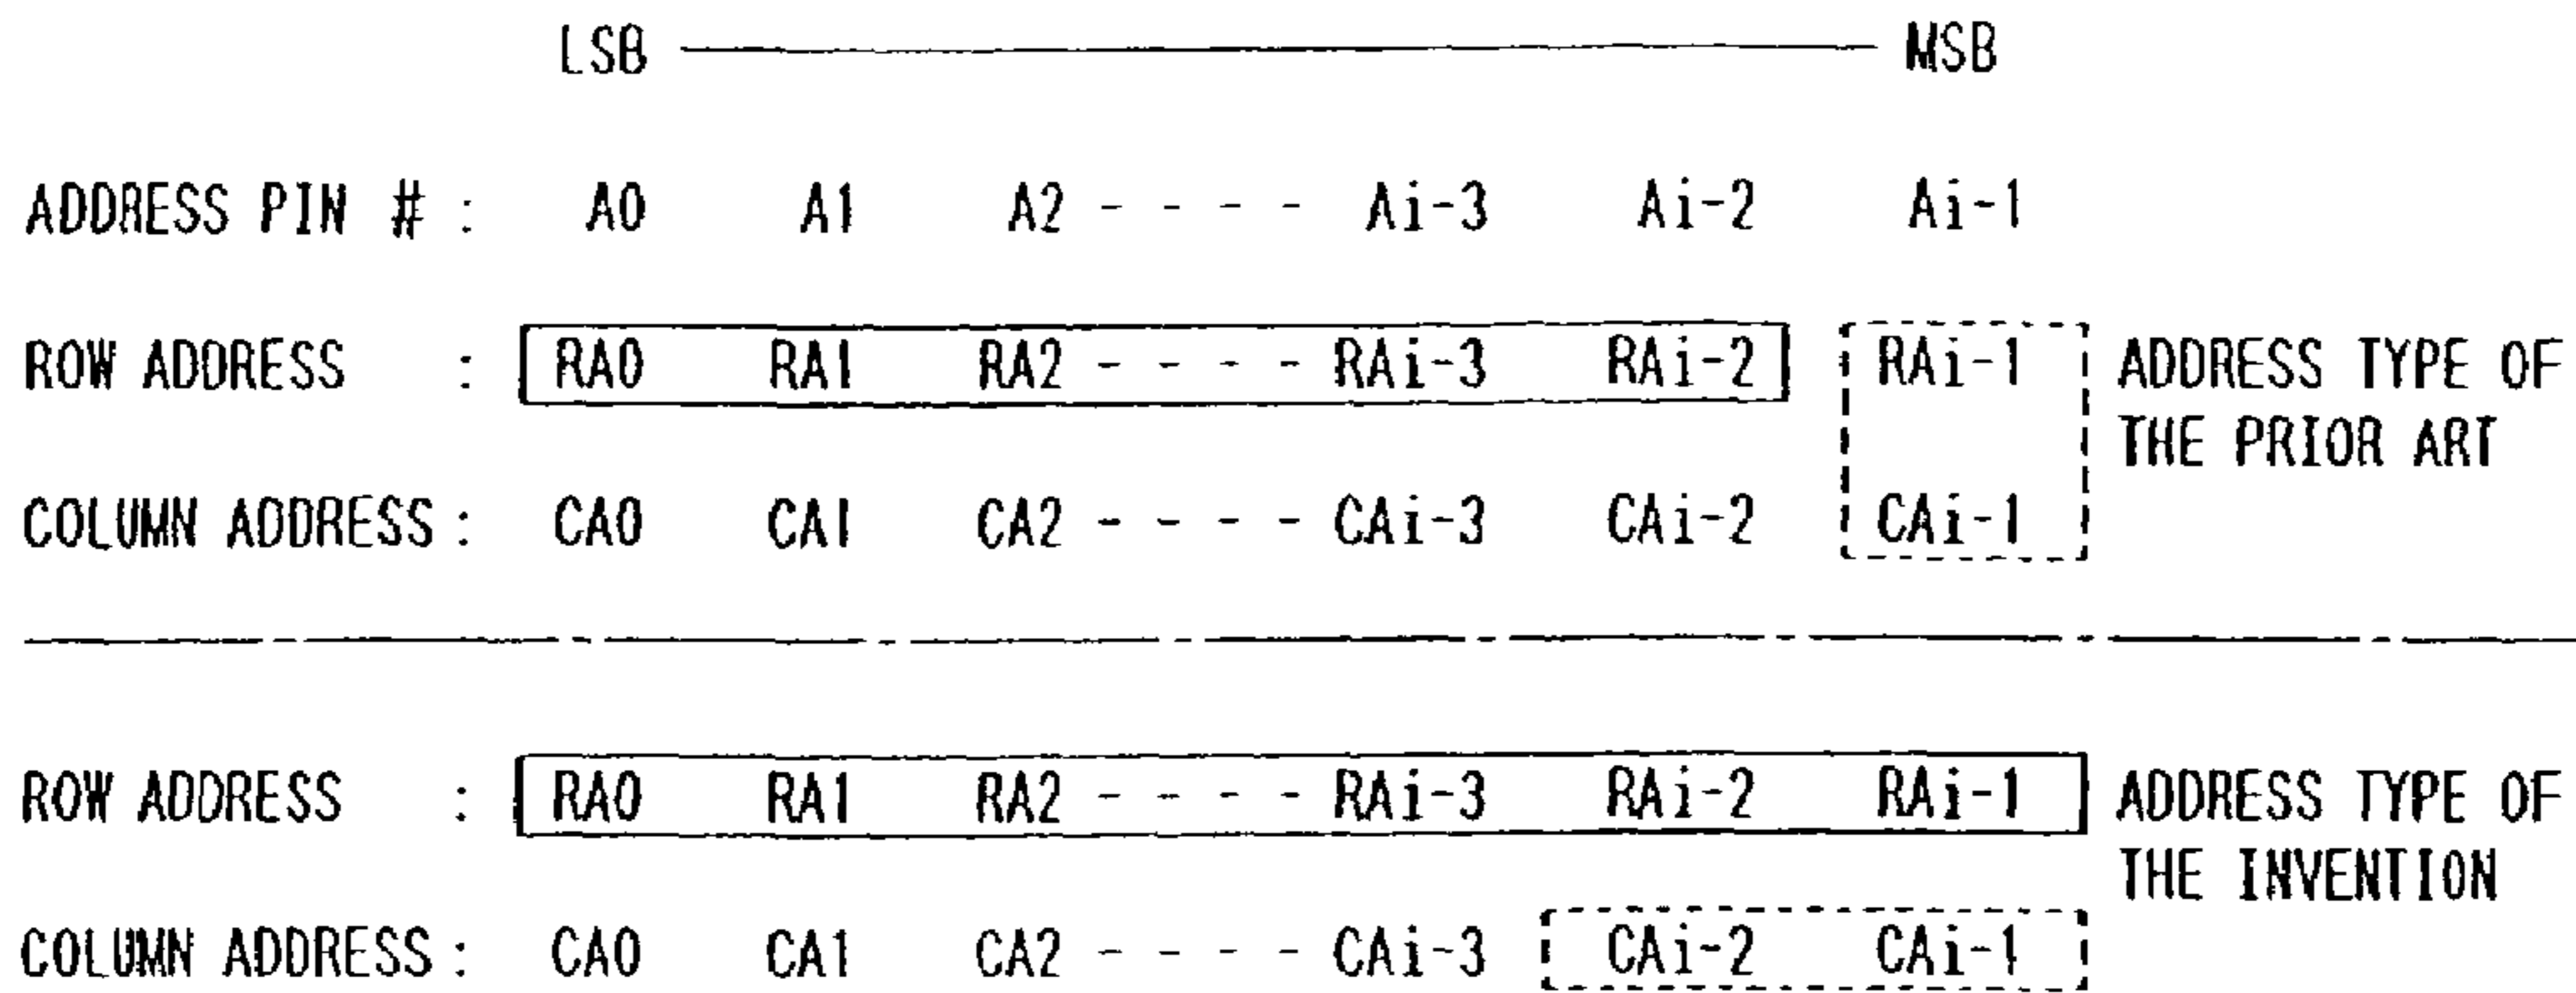 LSB MSB
ADDRESS PIN # : A0 A1 A2 - - - - Ai-3 Ai-2 Ai-1
ROW ADDRESS : RA0 RA1 RA2 - - - - RAi-3 RAi-2 RAi-1 ADDRESS TYPE OF
THE PRIOR ART
COLUMN ADDRESS : CA0 CA1 CA2 - - - - CAi-3 CAi-2 CAi-1
ROW ADDRESS : RA0 RA1 RA2 - - - - RAi-3 RAi-2 RAi-1 ADDRESS TYPE OF
THE INVENTION
COLUMN ADDRESS : CA0 CA1 CA2 - - - - CAi-3 CAi-2 CAi-1